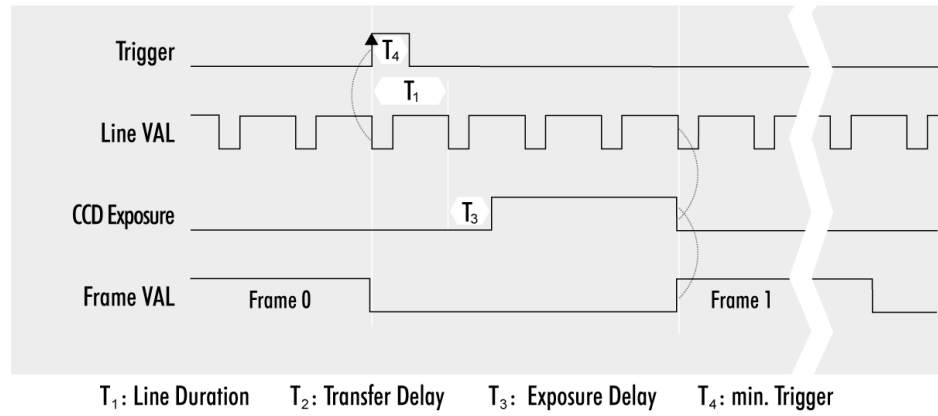 Trigger
T₄
T₁
Line VAL
CCD Exposure
T₃
Frame VAL
Frame 0
Frame 1
T₁: Line Duration T₂: Transfer Delay T₃: Exposure Delay T₄: min. Trigger